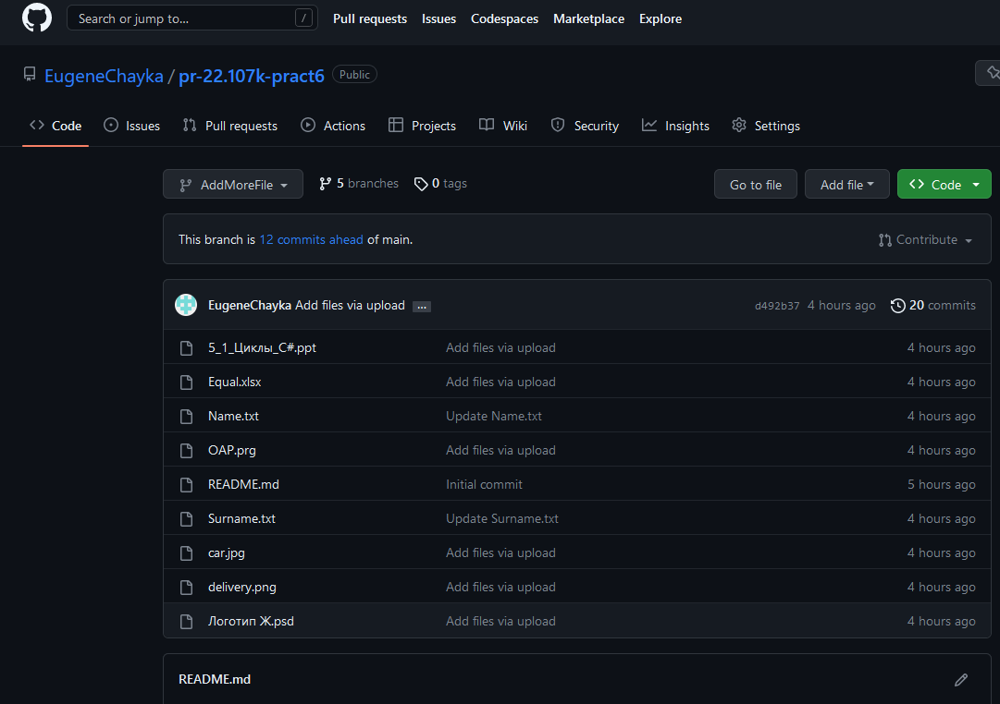 Search or jump to... / Pull requests Issues Codespaces Marketplace Explore
EugeneChayka / pr-22.107k-pract6 Public
Code Issues Pull requests Actions Projects Wiki Security Insights Settings
AddMoreFile 5 branches 0 tags Go to file Add file Code
This branch is 12 commits ahead of main. Contribute
EugeneChayka Add files via upload ... d492b37 4 hours ago 20 commits
5_1_Циклы_C#.ppt Add files via upload 4 hours ago
Equal.xlsx Add files via upload 4 hours ago
Name.txt Update Name.txt 4 hours ago
OAP.prg Add files via upload 4 hours ago
README.md Initial commit 5 hours ago
Surname.txt Update Surname.txt 4 hours ago
car.jpg Add files via upload 4 hours ago
delivery.png Add files via upload 4 hours ago
Логотип Ж.psd Add files via upload 4 hours ago
README.md